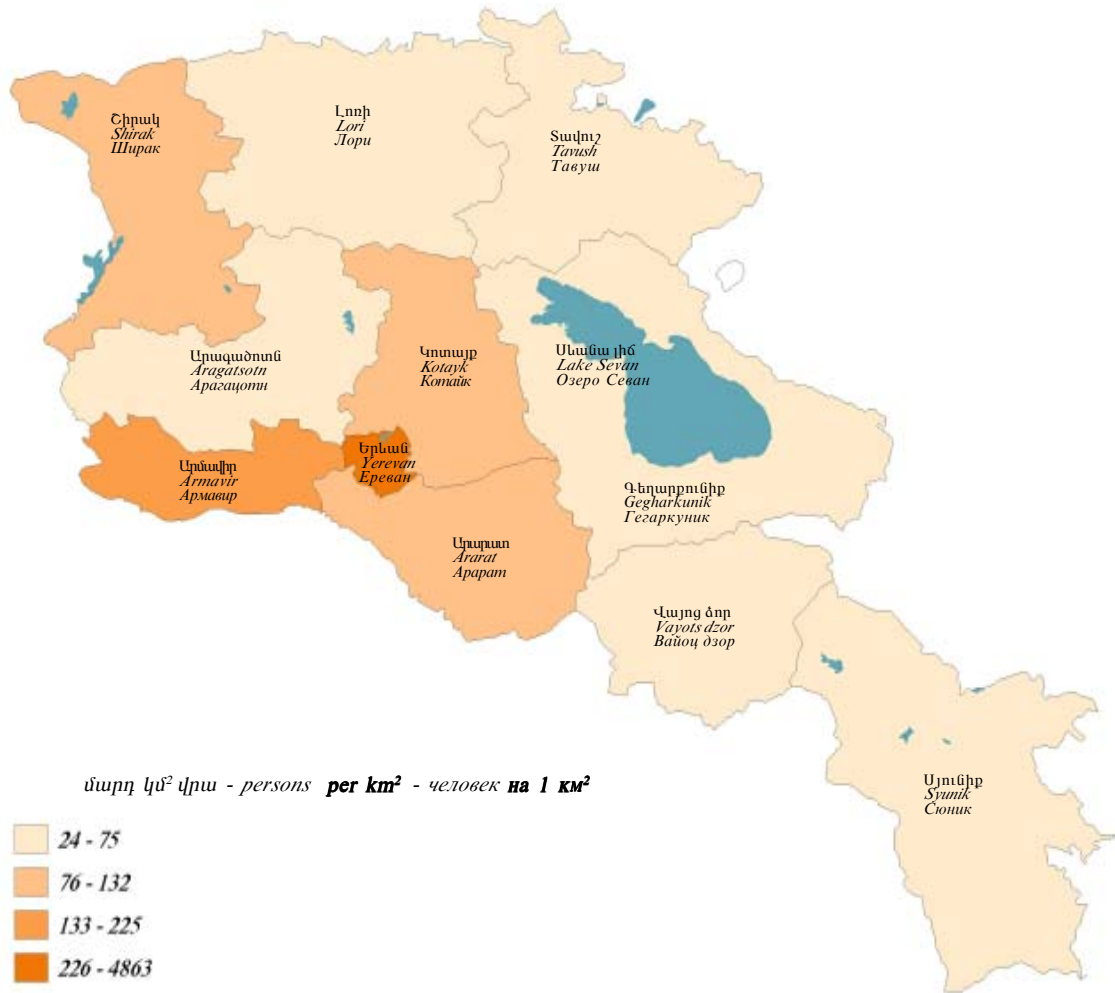 Շիրակ
Shirak
Ширак
Լոռի
Lori
Лори
Տավուշ
Tavush
Тавуш
Արագածոտն
Aragatsotn
Арагацотн
Կոտայք
Kotayk
Котайк
Սևանա լիճ
Lake Sevan
Озеро Севан
Արմավիր
Armavir
Армавир
Երևան
Yerevan
Ереван
Գեղարքունիք
Gegharkunik
Гегаркуник
Արարատ
Ararat
Арарат
Վայոց ձոր
Vayots dzor
Вайоц дзор
Սյունիք
Syunik
Сюник
մարդ կմ² վրա - persons per km² - человек на 1 км²
24 - 75
76 - 132
133 - 225
226 - 4863